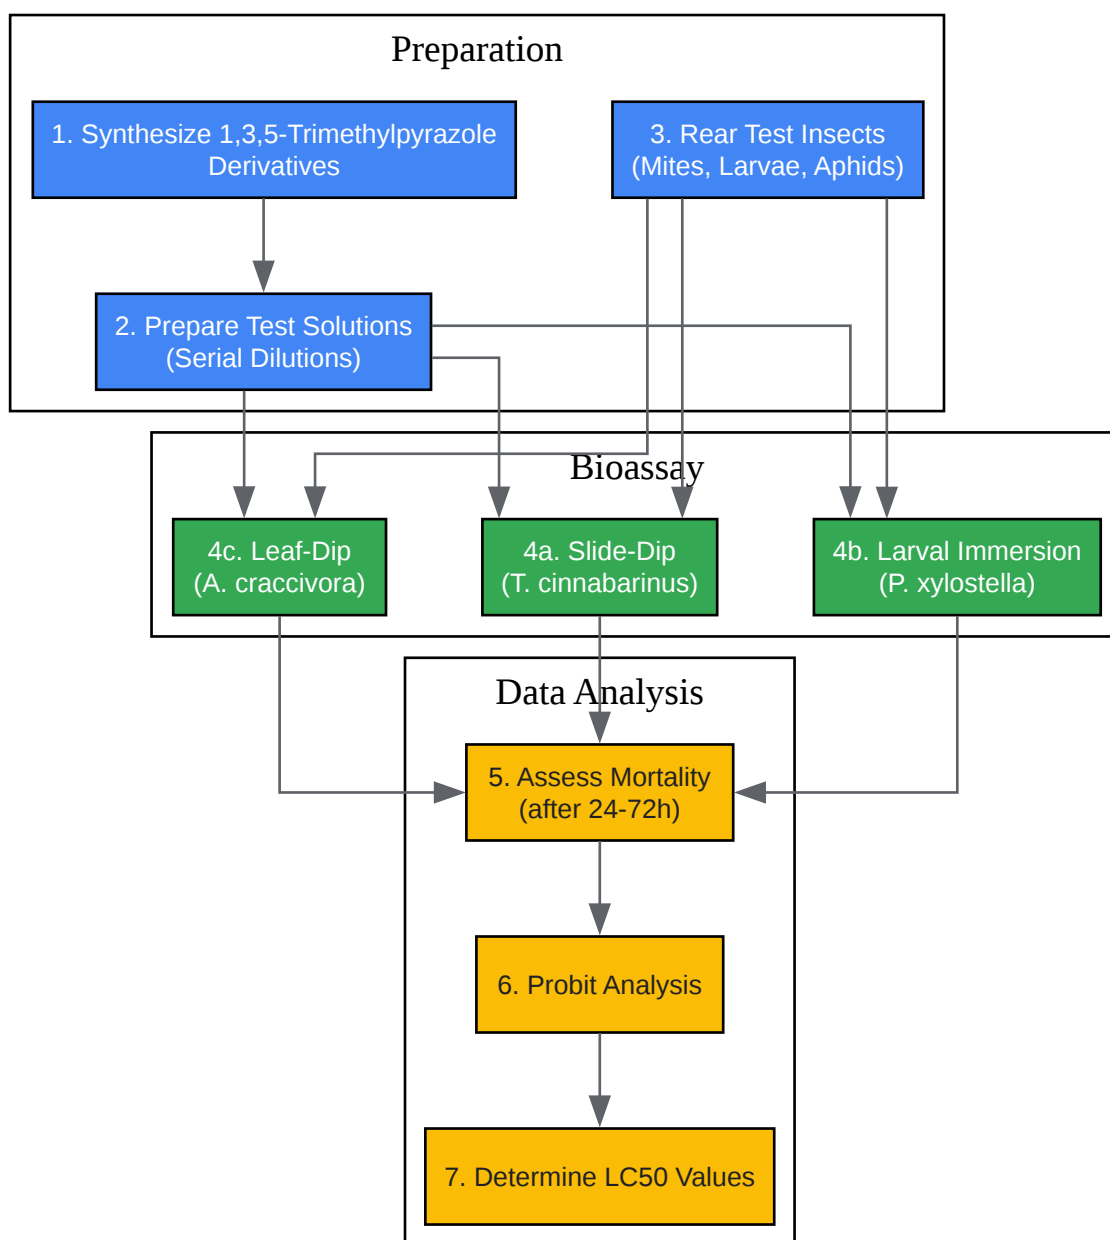 Preparation
1. Synthesize 1,3,5-Trimethylpyrazole
Derivatives
3. Rear Test Insects
(Mites, Larvae, Aphids)
2. Prepare Test Solutions
(Serial Dilutions)
Bioassay
4c. Leaf-Dip
(A. craccivora)
4a. Slide-Dip
(T. cinnabarinus)
4b. Larval Immersion
(P. xylostella)
Data Analysis
5. Assess Mortality
(after 24-72h)
6. Probit Analysis
7. Determine LC50 Values